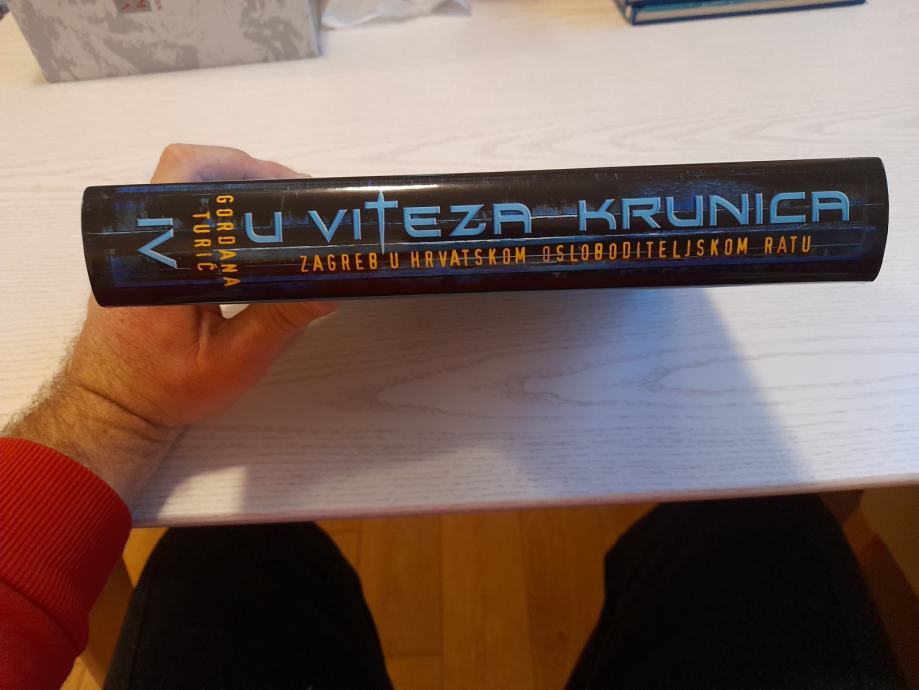 GORDANA
TURIĆ
U VITEZA KRUNICA
ZAGREB U HRVATSKOM OSLOBODITELJSKOM RATU